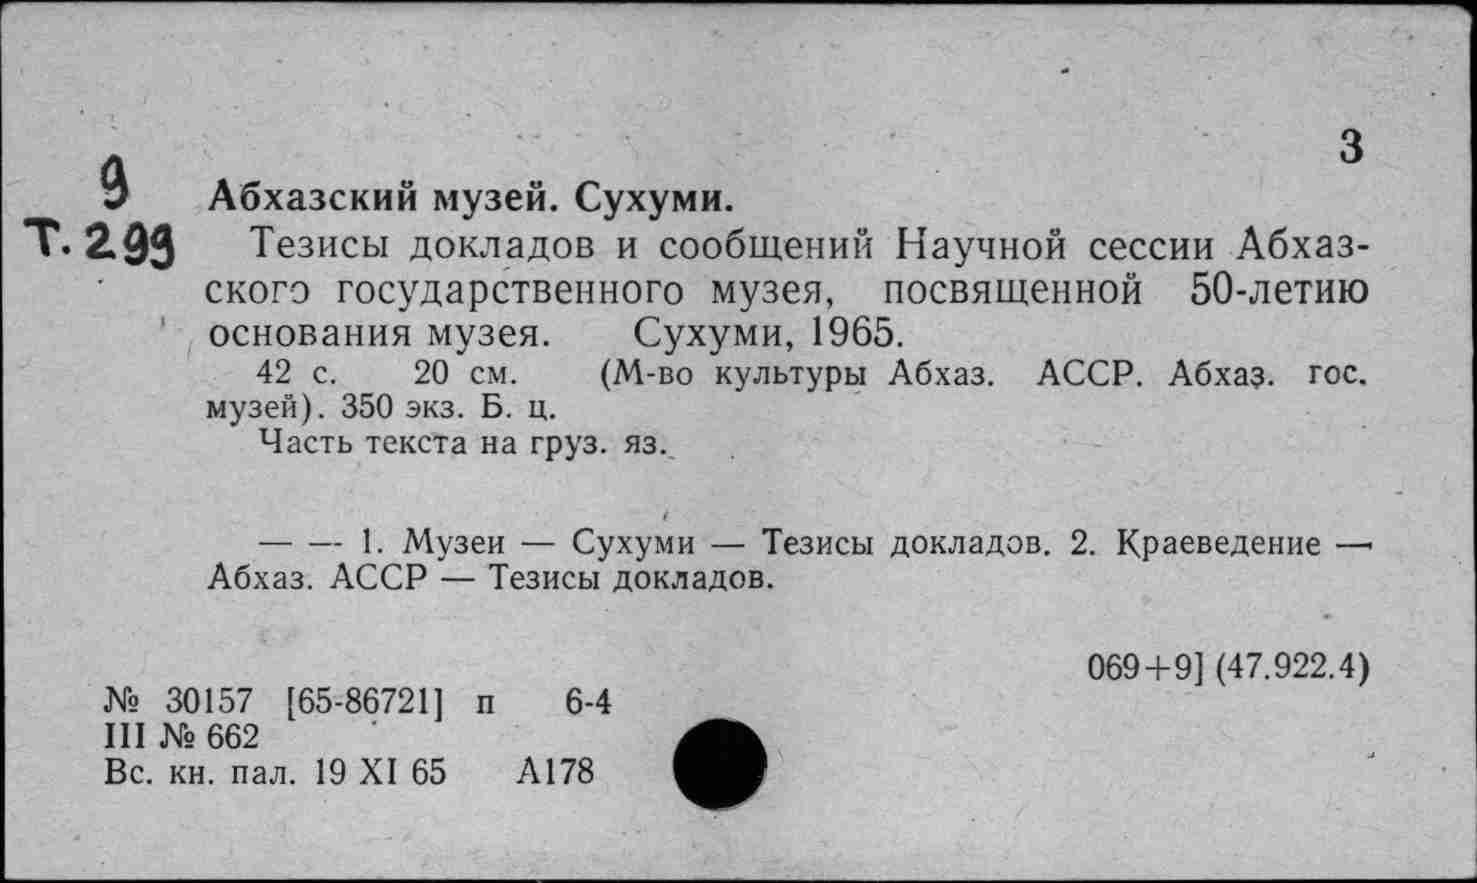 З
9
Т. 299
Абхазский музей. Сухуми.
Тезисы докладов и сообщений Научной сессии Абхаз-
ского государственного музея, посвященной 50-летию
основания музея. Сухуми, 1965.
42 с. 20 см. (М-во культуры Абхаз. АССР. Абхаз. гос.
музей). 350 экз. Б. ц.
Часть текста на груз. яз.
— — 1. Музеи — Сухуми — Тезисы докладов. 2. Краеведение —
Абхаз. АССР — Тезисы докладов.
069+9] (47.922.4)
№ 30157 [65-86721] п 6-4
III № 662
Вс. кн. пал. 19 XI 65 А178